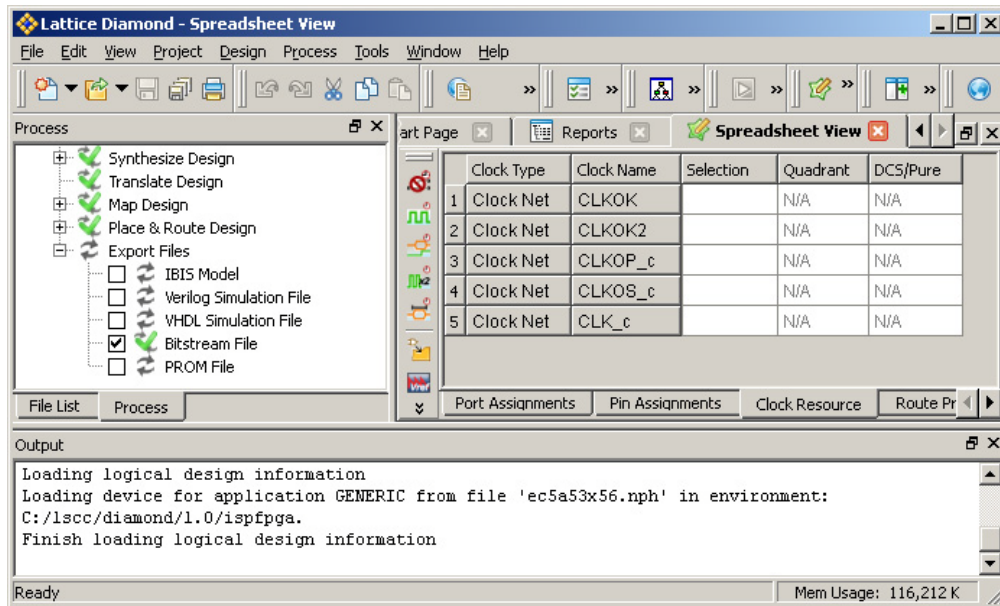 Lattice Diamond - Spreadsheet View
File Edit View Project Design Process Tools Window Help
Process
art Page Reports Spreadsheet View
Synthesize Design
Translate Design
Map Design
Place & Route Design
Export Files
IBIS Model
Verilog Simulation File
VHDL Simulation File
Bitstream File
PROM File
File List Process
Clock Type Clock Name Selection Quadrant DCS/Pure
1 Clock Net CLKOK N/A N/A
2 Clock Net CLKOK2 N/A N/A
3 Clock Net CLKOP_c N/A N/A
4 Clock Net CLKOS_c N/A N/A
5 Clock Net CLK_c N/A N/A
Port Assignments Pin Assignments Clock Resource Route Pr
Output
Loading logical design information
Loading device for application GENERIC from file 'ec5a53x56.nph' in environment:
C:/lscc/diamond/1.0/ispfpga.
Finish loading logical design information
Ready Mem Usage: 116,212 K